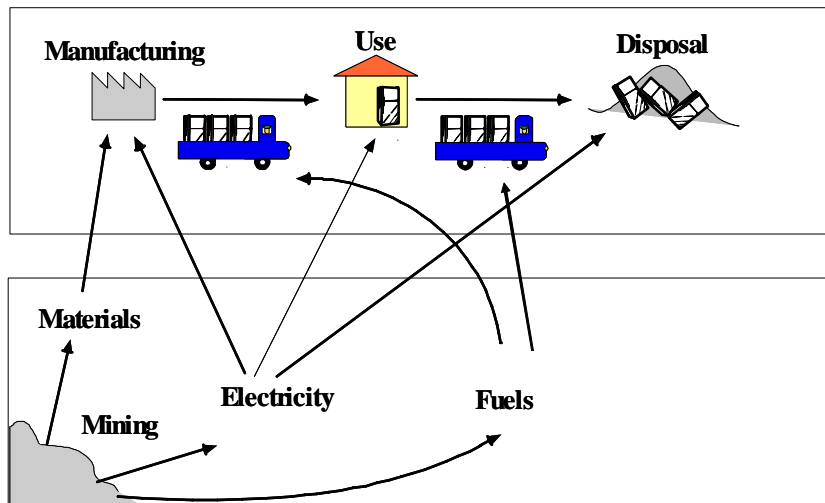 Manufacturing
Use
Disposal
Materials
Electricity
Fuels
Mining